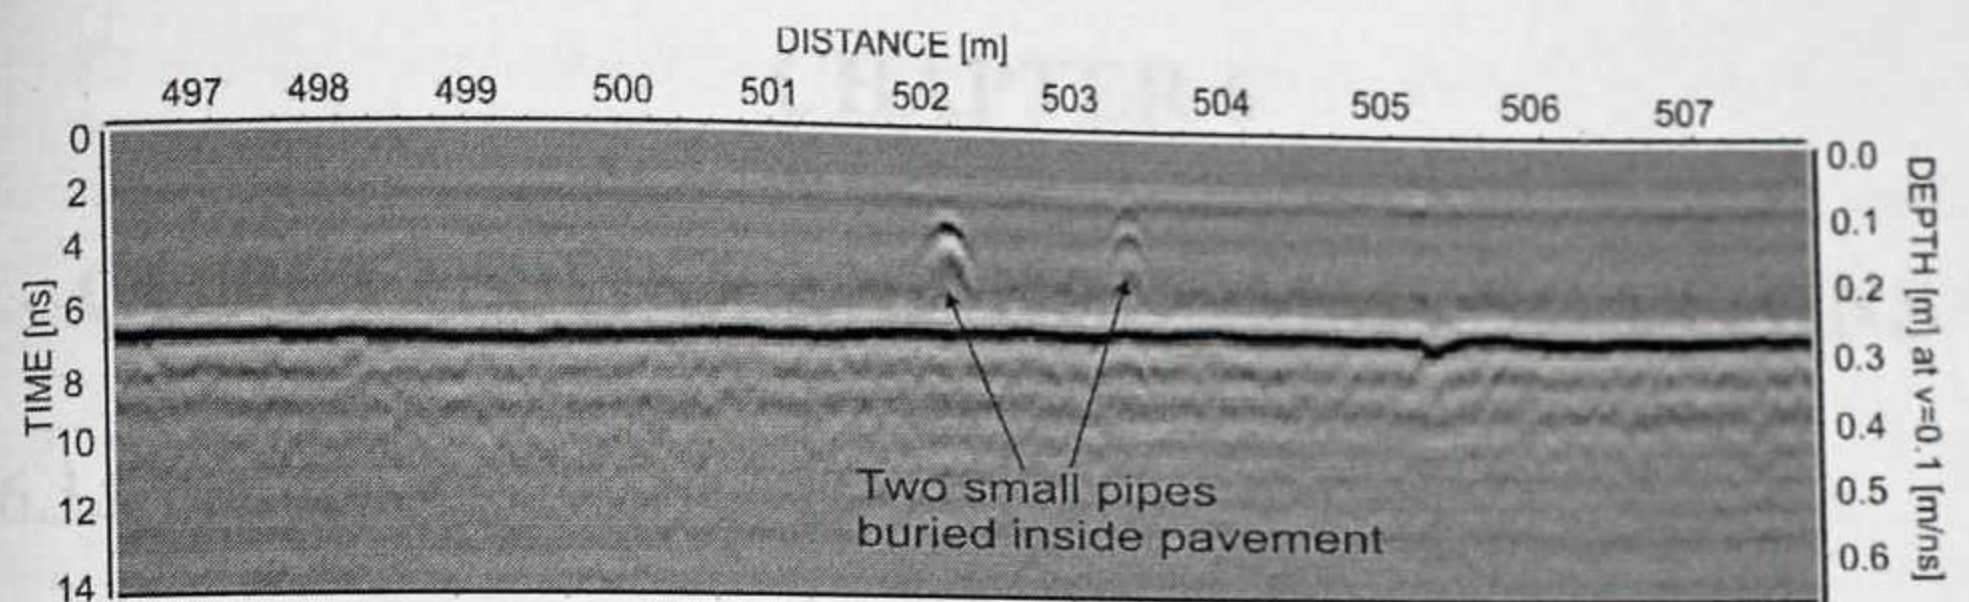 DISTANCE [m]
497 498 499 500 501 502 503 504 505 506 507
0
2
4
6
8
10
12
14
TIME [ns]
0.0
0.1
0.2
0.3
0.4
0.5
0.6
DEPTH [m] at v=0.1 [m/ns]
Two small pipes
buried inside pavement